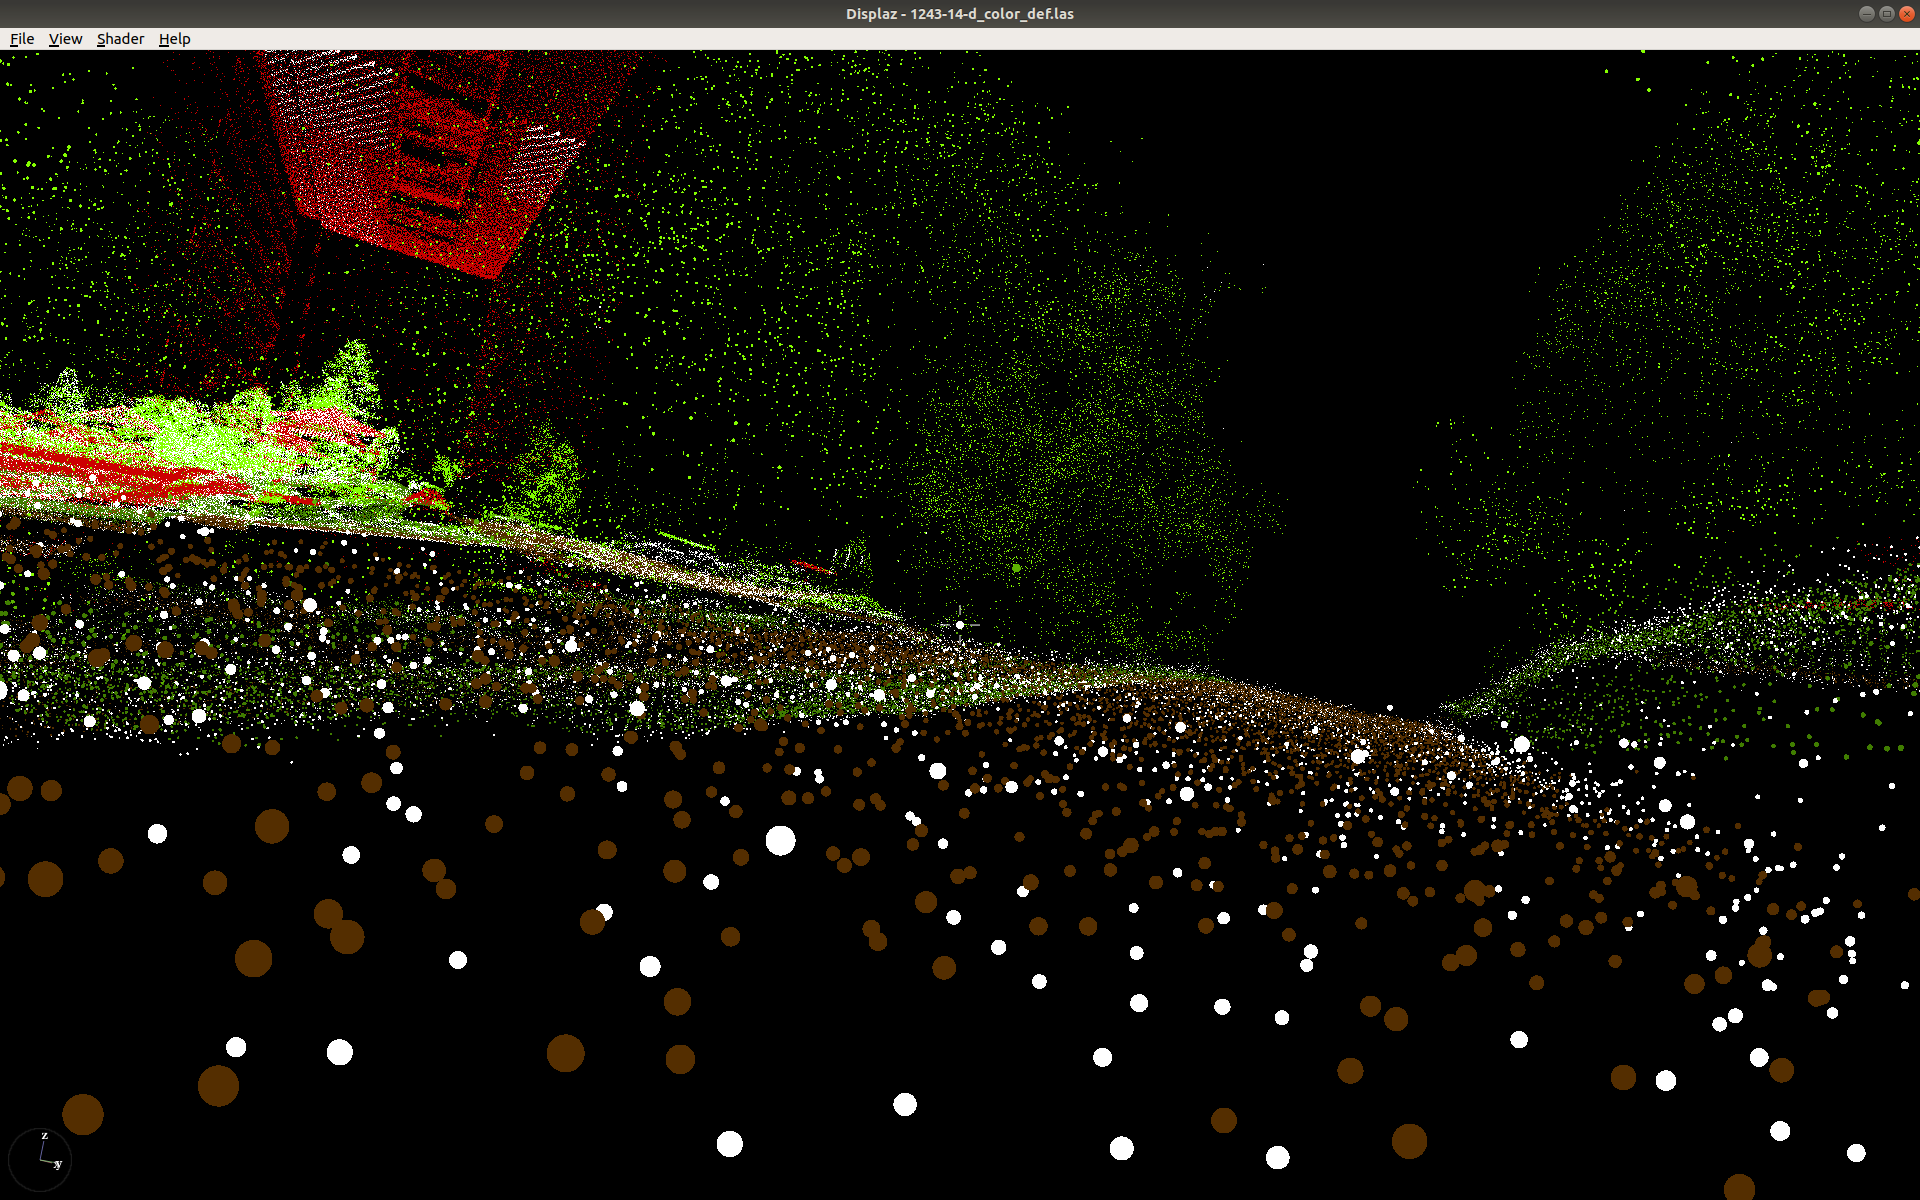 Displaz - 1243-14-d_color_def.las
File View Shader Help
z
y